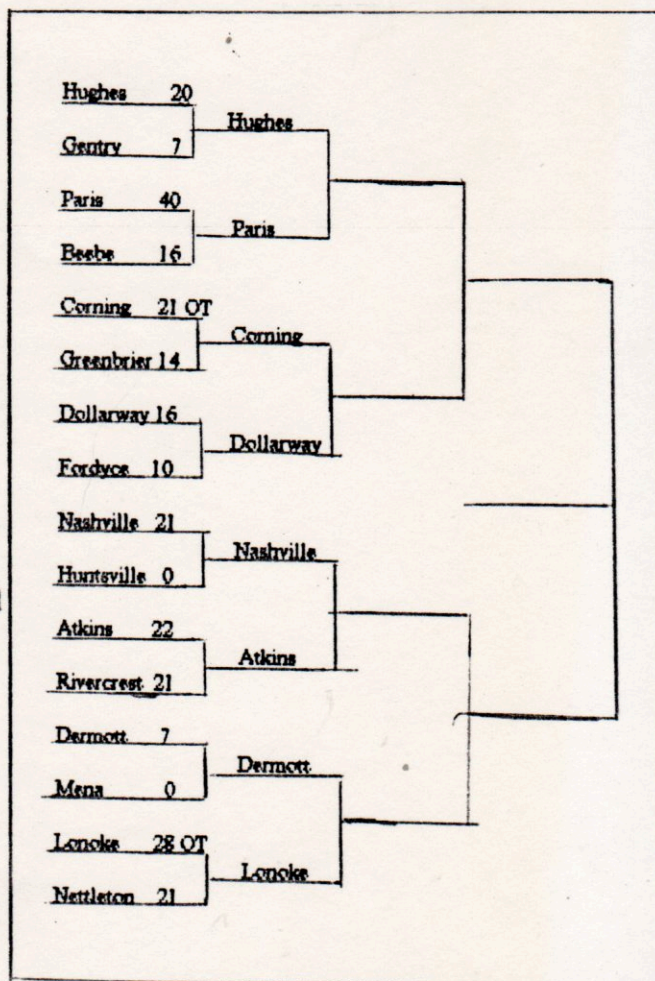 Hughes 20
Hughes
Gentry 7
Paris 40
Paris
Beebe 16
Corning 21 OT
Corning
Greenbrier 14
Dollarway 16
Dollarway
Fordyce 10
Nashville 21
Nashville
Huntsville 0
Atkins 22
Atkins
Rivercrest 21
Dermott 7
Dermott
Mena 0
Lonoke 28 OT
Lonoke
Nettleton 21